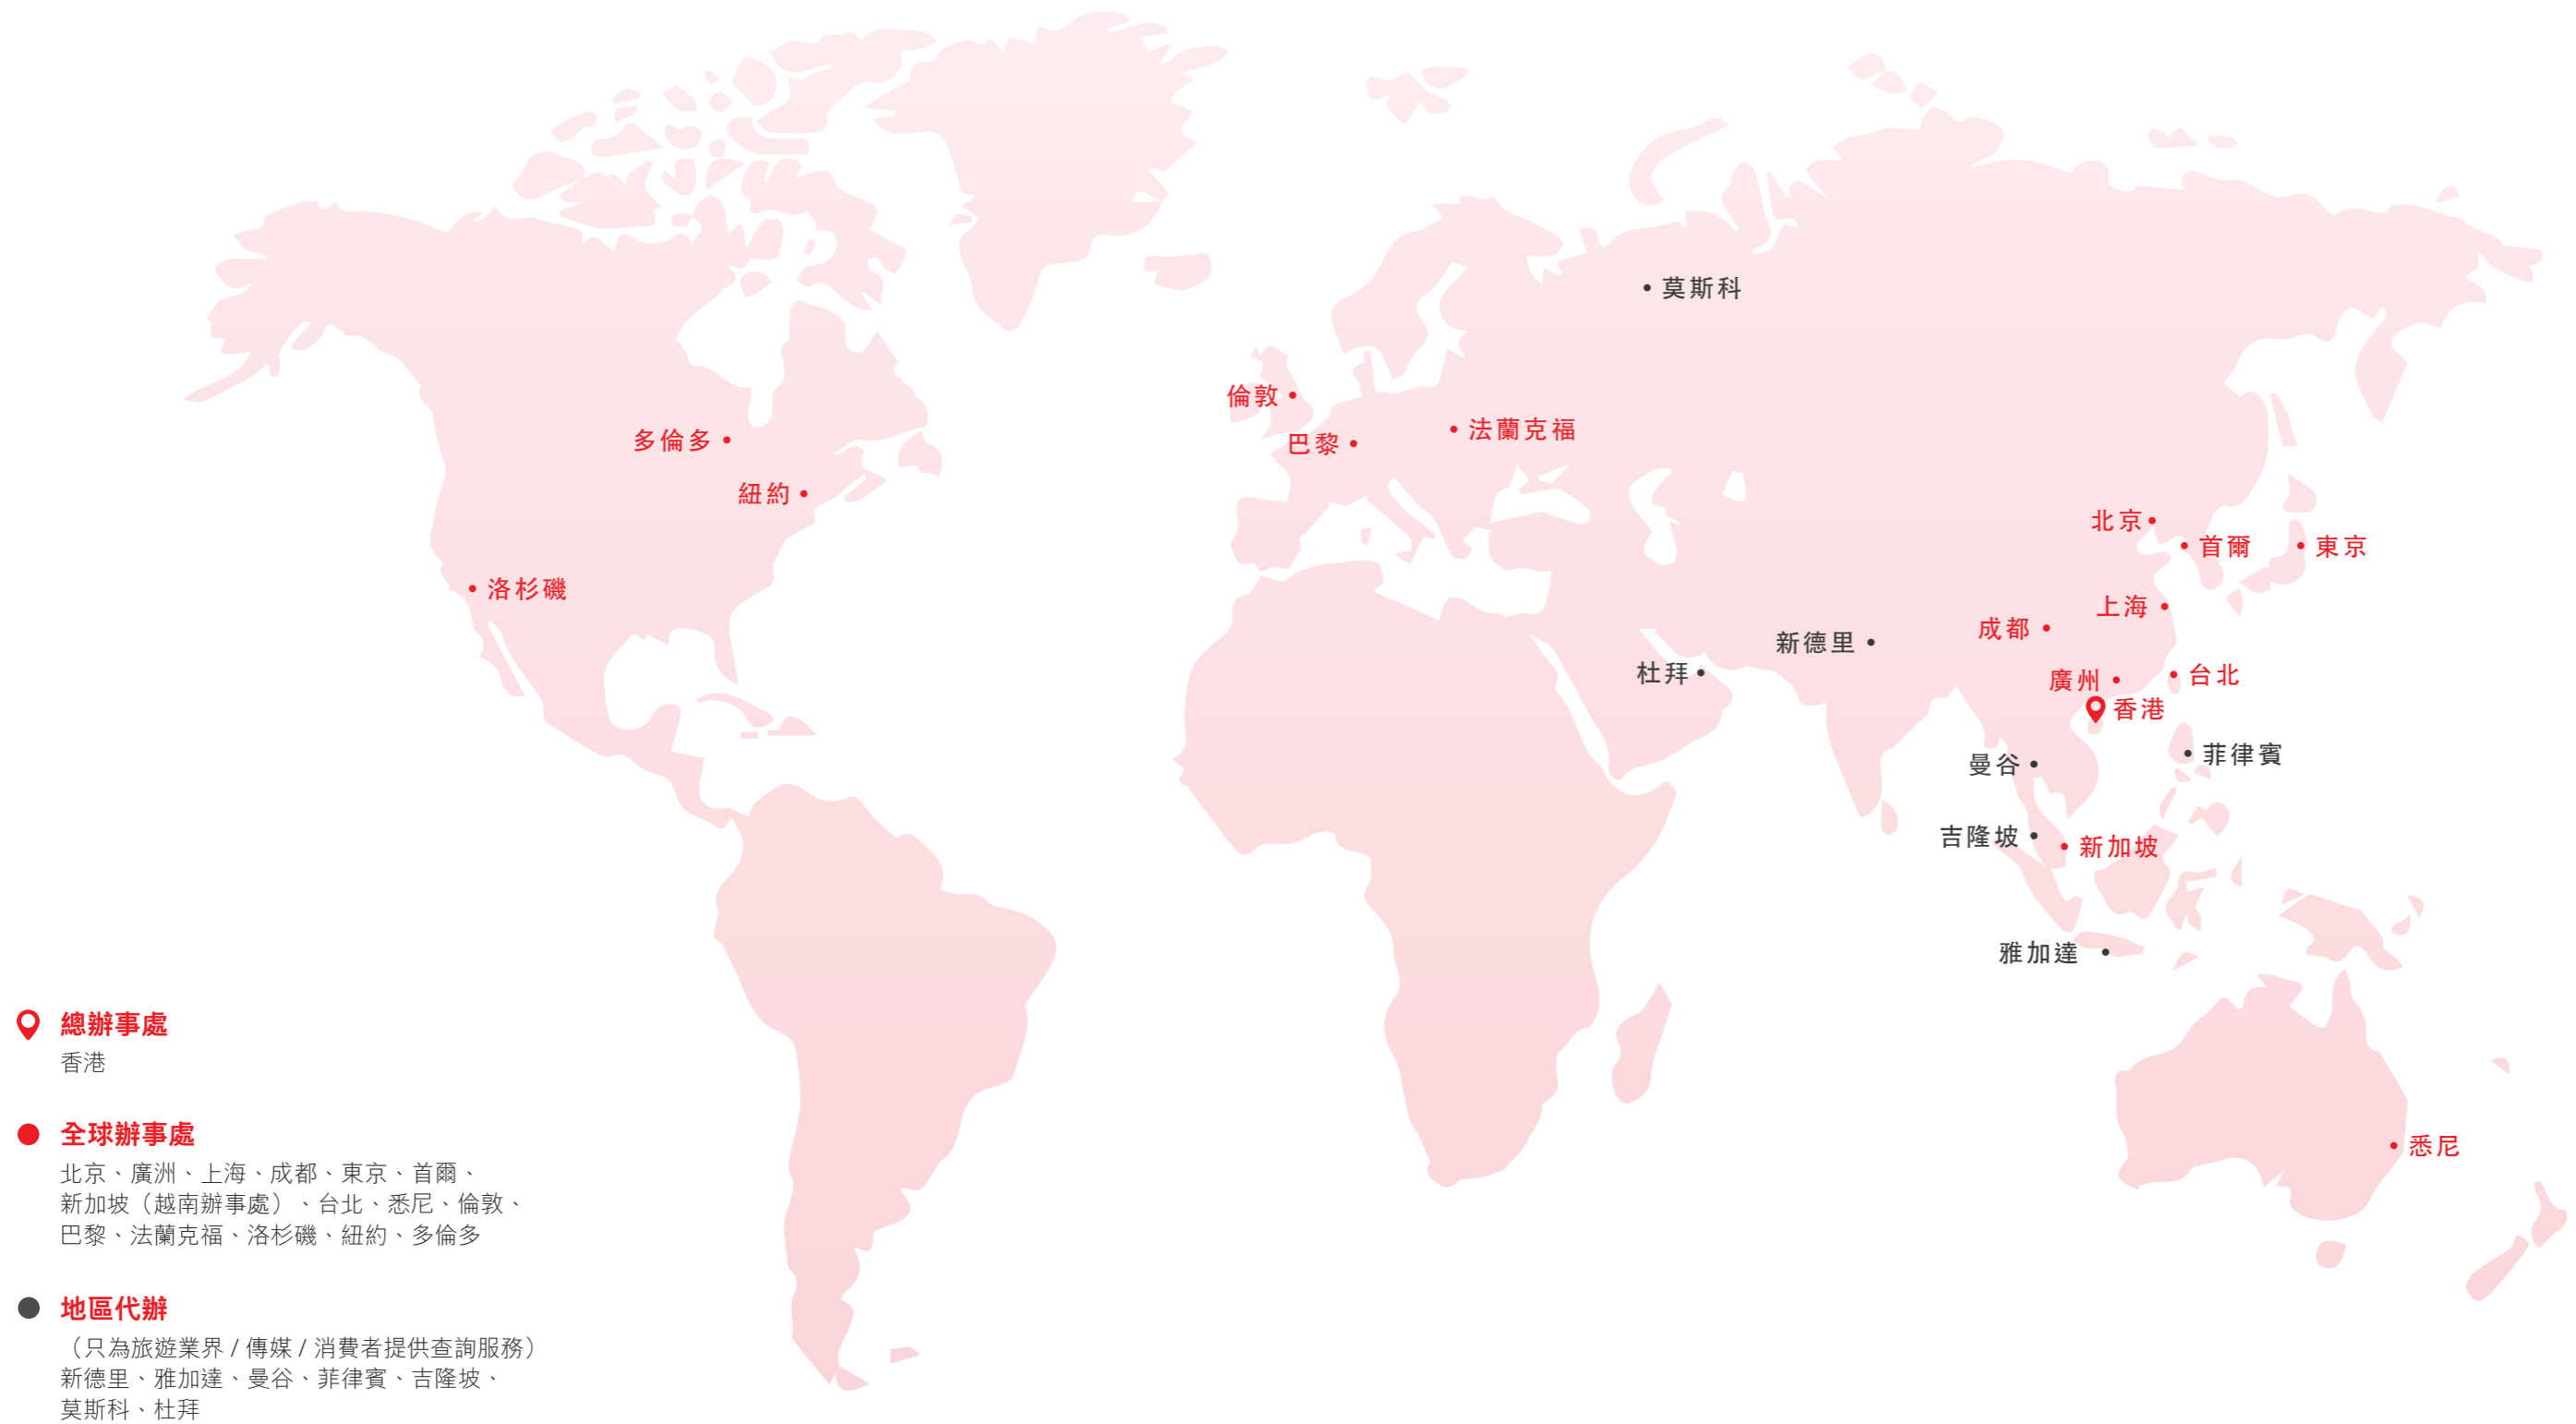 莫斯科
倫敦
法蘭克福
多倫多
巴黎
紐約
北京
首爾
東京
洛杉磯
上海
成都
新德里
杜拜
廣州
台北
香港
菲律賓
曼谷
吉隆坡
新加坡
雅加達
悉尼
總辦事處
香港
全球辦事處
北京、廣洲、上海、成都、東京、首爾、
新加坡（越南辦事處）、台北、悉尼、倫敦、
巴黎、法蘭克福、洛杉磯、紐約、多倫多
地區代辦
（只為旅遊業界 / 傳媒 / 消費者提供查詢服務）
新德里、雅加達、曼谷、菲律賓、吉隆坡、
莫斯科、杜拜